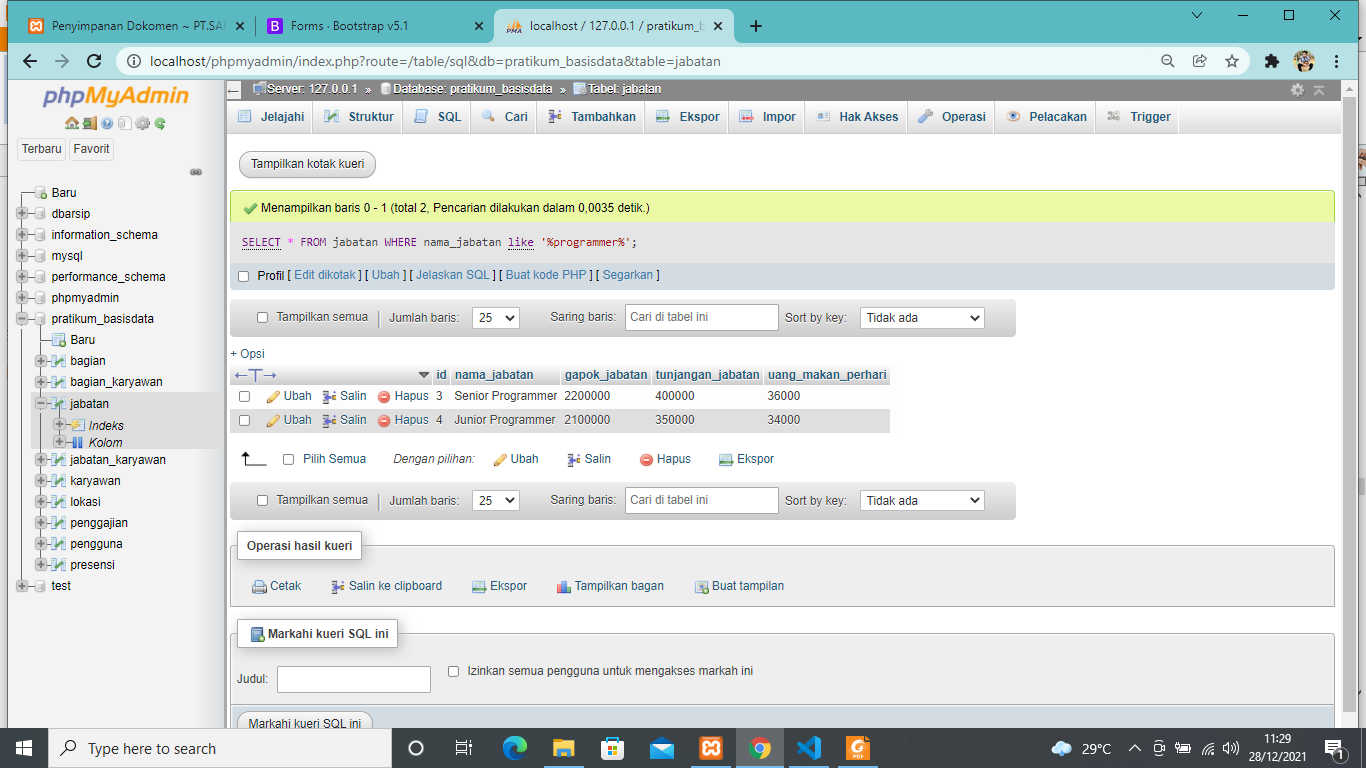 Penyimpanan Dokomen ~ PT.SAF
Forms · Bootstrap v5.1
localhost / 127.0.0.1 / pratikum_b
localhost/phpmyadmin/index.php?route=/table/sql&db=pratikum_basisdata&table=jabatan
phpMyAdmin
Terbaru Favorit
Baru
dbarsip
information_schema
mysql
performance_schema
phpmyadmin
pratikum_basisdata
Baru
bagian
bagian_karyawan
jabatan
Indeks
Kolom
jabatan_karyawan
karyawan
lokasi
penggajian
pengguna
presensi
test
Server: 127.0.0.1 » Database: pratikum_basisdata » Tabel: jabatan
Jelajahi Struktur SQL Cari Tambahkan Ekspor Impor Hak Akses Operasi Pelacakan Trigger
Tampilkan kotak kueri
Menampilkan baris 0 - 1 (total 2, Pencarian dilakukan dalam 0,0035 detik.)
SELECT * FROM jabatan WHERE nama_jabatan like '%programmer%';
Profil [ Edit dikotak ] [ Ubah ] [ Jelaskan SQL ] [ Buat kode PHP ] [ Segarkan ]
Tampilkan semua Jumlah baris: 25 Saring baris: Cari di tabel ini Sort by key: Tidak ada
+ Opsi
←T→ id nama_jabatan gapok_jabatan tunjangan_jabatan uang_makan_perhari
Ubah Salin Hapus 3 Senior Programmer 2200000 400000 36000
Ubah Salin Hapus 4 Junior Programmer 2100000 350000 34000
Pilih Semua Dengan pilihan: Ubah Salin Hapus Ekspor
Tampilkan semua Jumlah baris: 25 Saring baris: Cari di tabel ini Sort by key: Tidak ada
Operasi hasil kueri
Cetak Salin ke clipboard Ekspor Tampilkan bagan Buat tampilan
Markahi kueri SQL ini
Judul: Izinkan semua pengguna untuk mengakses markah ini
Markahi kueri SQL ini
Type here to search
29°C
11:29
28/12/2021
1